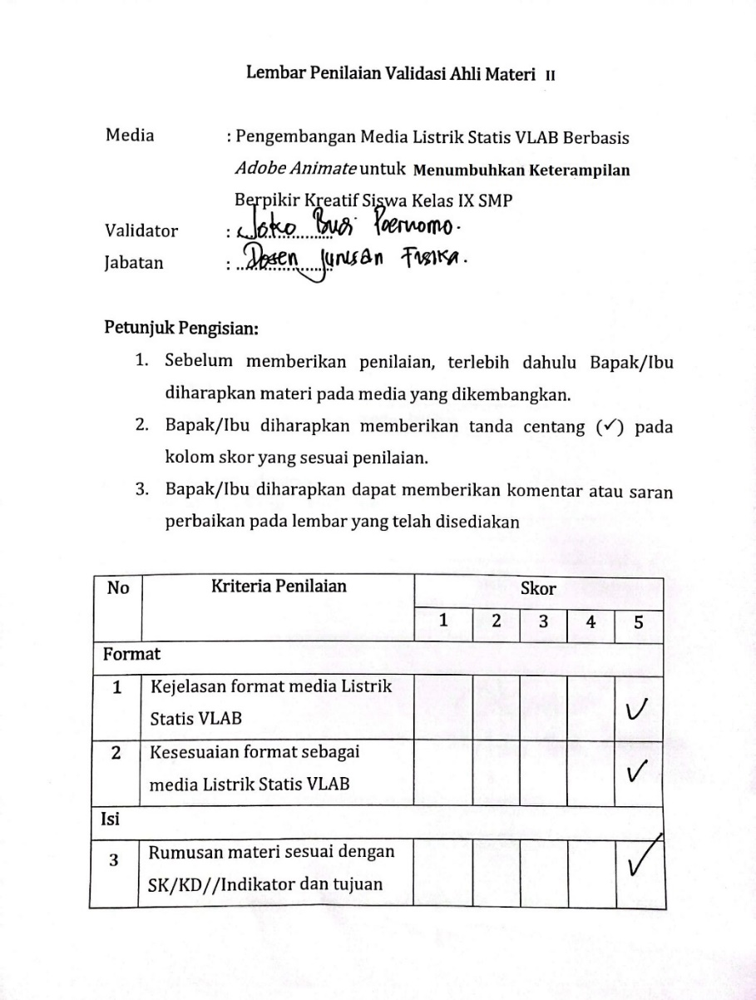 Lembar Penilaian Validasi Ahli Materi II
Media : Pengembangan Media Listrik Statis VLAB Berbasis
Adobe Animate untuk Menumbuhkan Keterampilan
Berpikir Kreatif Siswa Kelas IX SMP
Validator : Joko Budi Poernomo.
Jabatan : Dosen Jurusan Fisika.
Petunjuk Pengisian:
1. Sebelum memberikan penilaian, terlebih dahulu Bapak/Ibu
diharapkan materi pada media yang dikembangkan.
2. Bapak/Ibu diharapkan memberikan tanda centang (✓) pada
kolom skor yang sesuai penilaian.
3. Bapak/Ibu diharapkan dapat memberikan komentar atau saran
perbaikan pada lembar yang telah disediakan
No Kriteria Penilaian Skor
1 2 3 4 5
Format
1 Kejelasan format media Listrik
Statis VLAB ✓
2 Kesesuaian format sebagai
media Listrik Statis VLAB ✓
Isi
3 Rumusan materi sesuai dengan
SK/KD//Indikator dan tujuan ✓